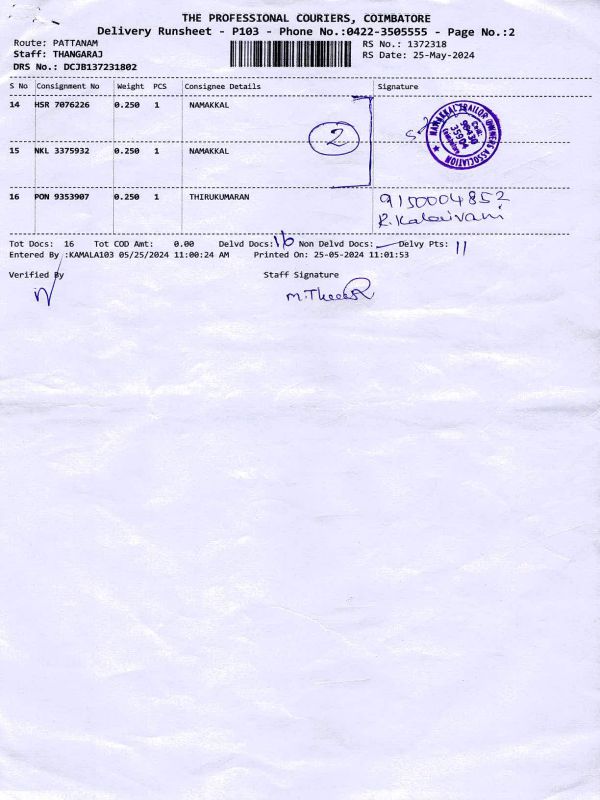 THE PROFESSIONAL COURIERS, COIMBATORE
Delivery Runsheet - P103 - Phone No.:0422-3505555 - Page No.:2
Route: PATTANAM
RS No.: 1372318
Staff: THANGARAJ
RS Date: 25-May-2024
DRS No.: DCJB137231802
S No Consignment No Weight PCS Consignee Details Signature
14 HSR 7076226 0.250 1 NAMAKKAL
NAMAKKAL TRAILOR OWNERS ASSOCIATION
2
15 NKL 3375932 0.250 1 NAMAKKAL
16 PON 9353907 0.250 1 THIRUKUMARAN
9150004852
R. Kalaivani
Tot Docs: 16 Tot COD Amt: 0.00 Delvd Docs: 16 Non Delvd Docs: — Delvy Pts: 11
Entered By :KAMALA103 05/25/2024 11:00:24 AM Printed On: 25-05-2024 11:01:53
Verified By Staff Signature